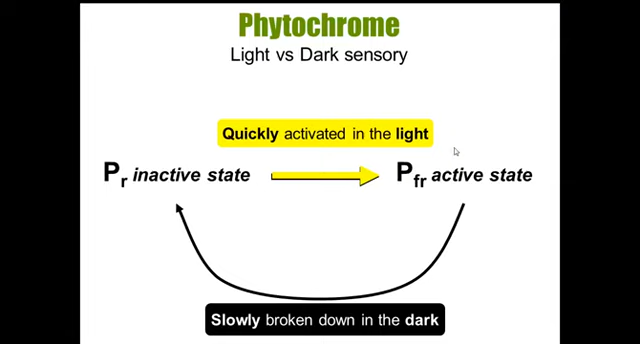 Phytochrome
Light vs Dark sensory
Quickly activated in the light
Pr inactive state
Pfr active state
Slowly broken down in the dark